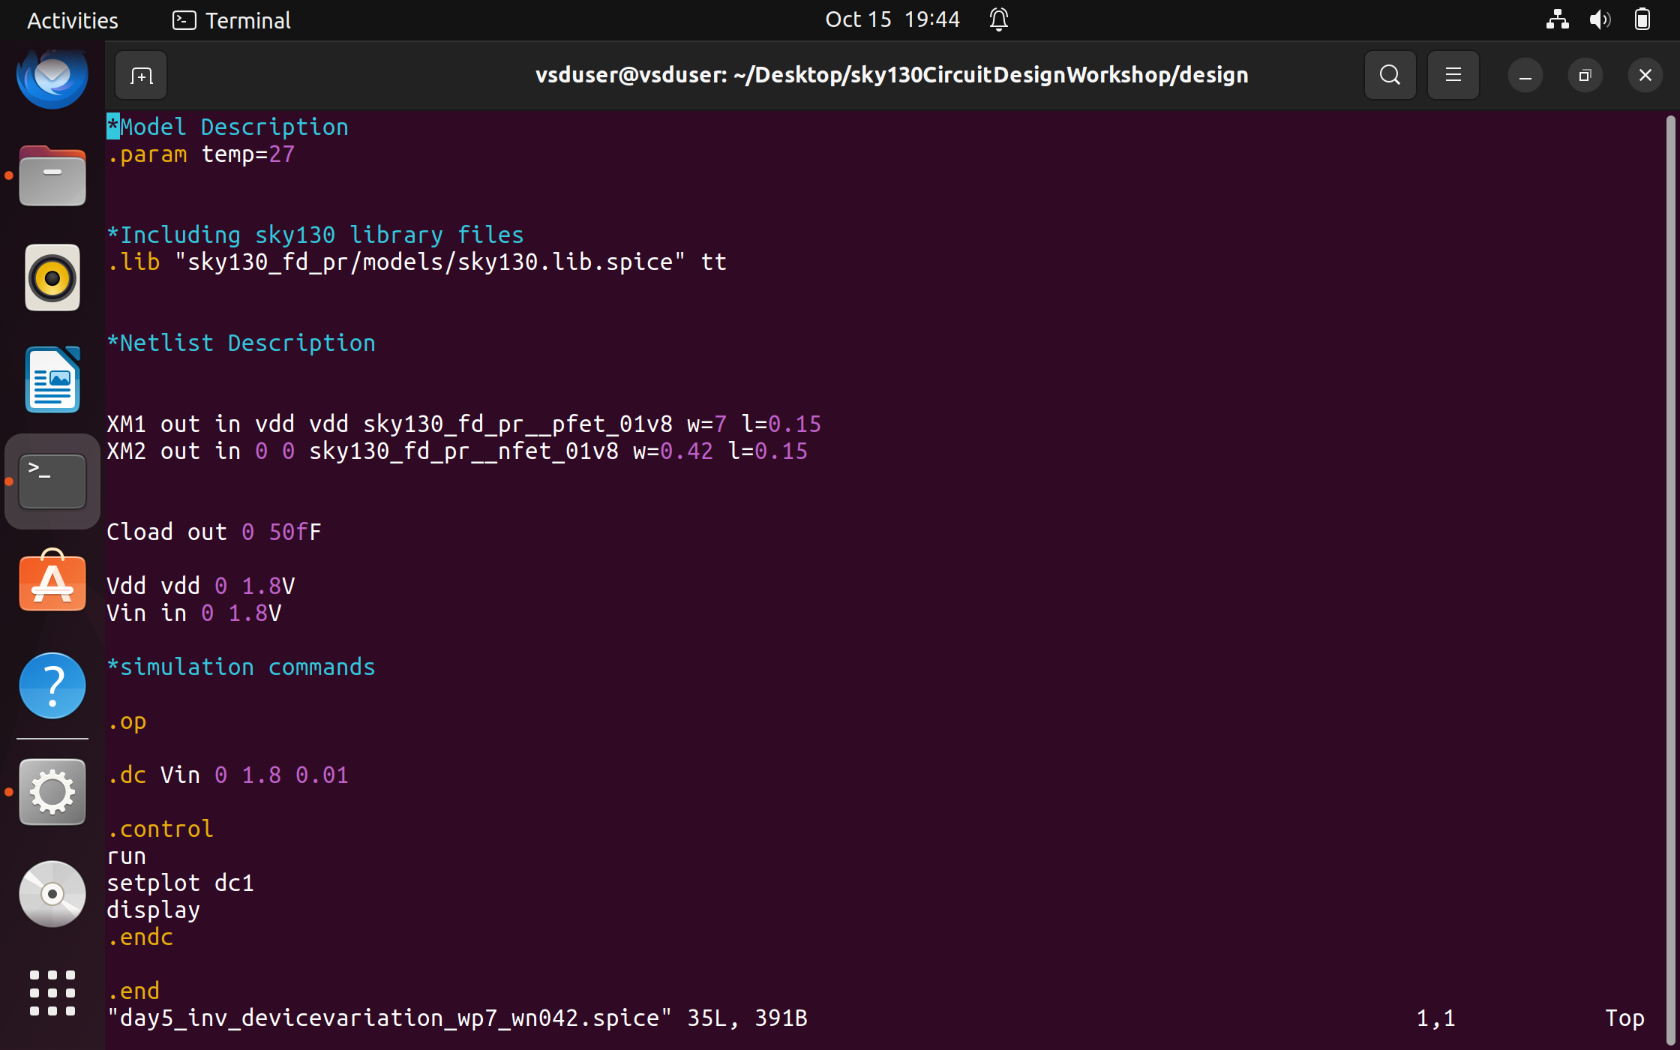 Activities Terminal Oct 15 19:44
vsduser@vsduser: ~/Desktop/sky130CircuitDesignWorkshop/design
*Model Description
.param temp=27
*Including sky130 library files
.lib "sky130_fd_pr/models/sky130.lib.spice" tt
*Netlist Description
XM1 out in vdd vdd sky130_fd_pr__pfet_01v8 w=7 l=0.15
XM2 out in 0 0 sky130_fd_pr__nfet_01v8 w=0.42 l=0.15
Cload out 0 50fF
Vdd vdd 0 1.8V
Vin in 0 1.8V
*simulation commands
.op
.dc Vin 0 1.8 0.01
.control
run
setplot dc1
display
.endc
.end
"day5_inv_devicevariation_wp7_wn042.spice" 35L, 391B 1,1 Top